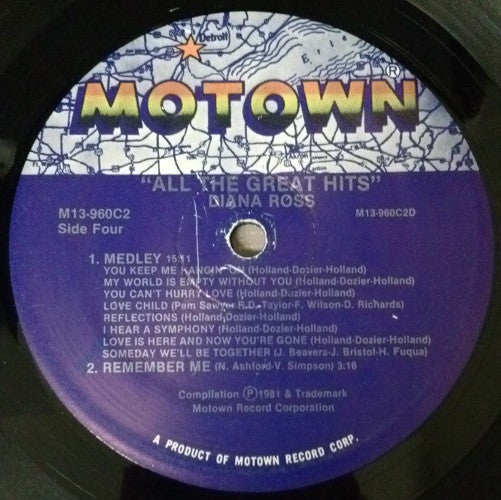 Detroit
Erie
MOTOWN®
"ALL THE GREAT HITS"
DIANA ROSS
M13-960C2
M13-960C2D
Side Four
1. MEDLEY 15:11
YOU KEEP ME HANGIN' ON (Holland-Dozier-Holland)
MY WORLD IS EMPTY WITHOUT YOU (Holland-Dozier-Holland)
YOU CAN'T HURRY LOVE (Holland-Dozier-Holland)
LOVE CHILD (Pam Sawyer-R.D. Taylor-F. Wilson-D. Richards)
REFLECTIONS (Holland-Dozier-Holland)
I HEAR A SYMPHONY (Holland-Dozier-Holland)
LOVE IS HERE AND NOW YOU'RE GONE (Holland-Dozier-Holland)
SOMEDAY WE'LL BE TOGETHER (J. Beavers-J. Bristol-H. Fuqua)
2. REMEMBER ME (N. Ashford-V. Simpson) 3:16
Compilation ℗1981 & Trademark
Motown Record Corporation
A PRODUCT OF MOTOWN RECORD CORP.